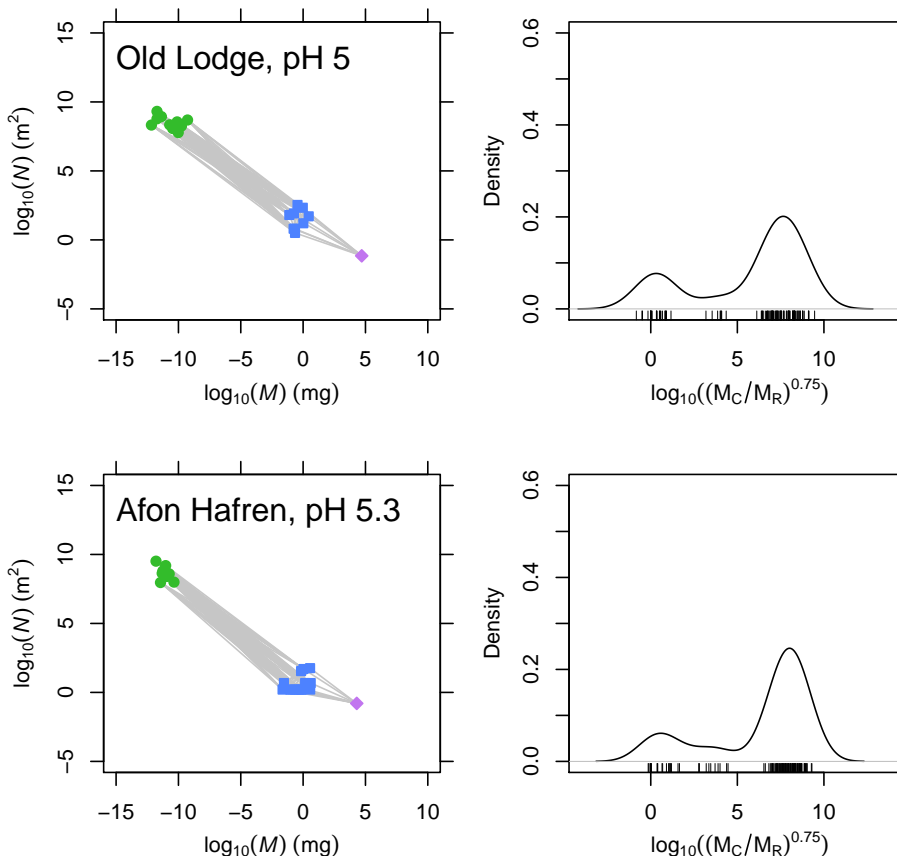 Old Lodge, pH 5
15
10
5
0
−5
log10(N) (m2)
−15 −10 −5 0 5 10
log10(M) (mg)
0.6
0.4
0.2
0.0
Density
0 5 10
log10((MC/MR)0.75)
Afon Hafren, pH 5.3
15
10
5
0
−5
log10(N) (m2)
−15 −10 −5 0 5 10
log10(M) (mg)
0.6
0.4
0.2
0.0
Density
0 5 10
log10((MC/MR)0.75)